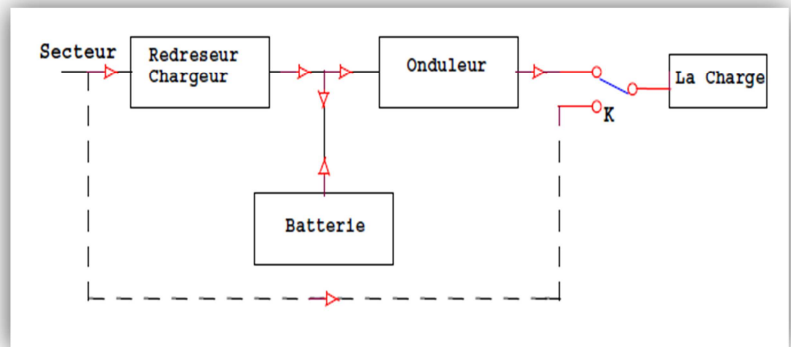 Secteur
Redreseur
Chargeur
Onduleur
La Charge
K
Batterie